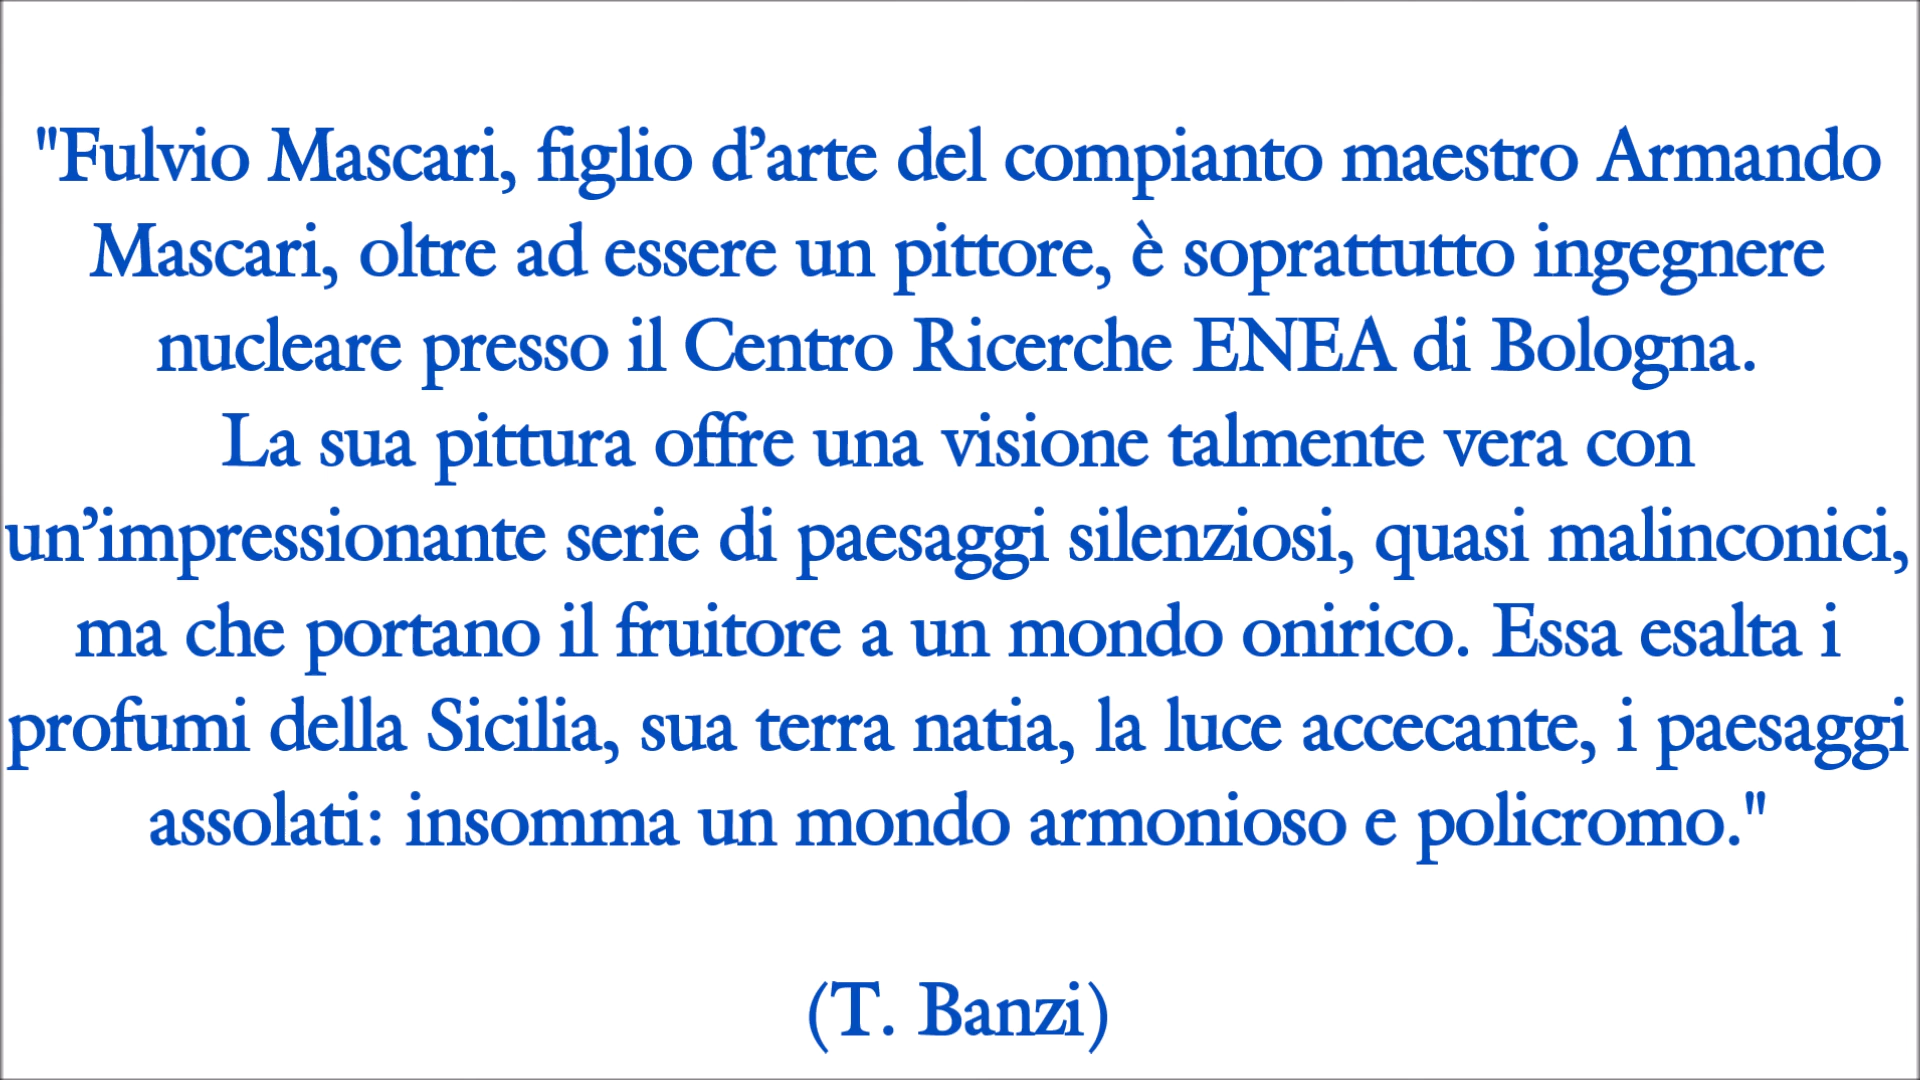 "Fulvio Mascari, figlio d’arte del compianto maestro Armando
Mascari, oltre ad essere un pittore, è soprattutto ingegnere
nucleare presso il Centro Ricerche ENEA di Bologna.
La sua pittura offre una visione talmente vera con
un’impressionante serie di paesaggi silenziosi, quasi malinconici,
ma che portano il fruitore a un mondo onirico. Essa esalta i
profumi della Sicilia, sua terra natia, la luce accecante, i paesaggi
assolati: insomma un mondo armonioso e policromo."
(T. Banzi)